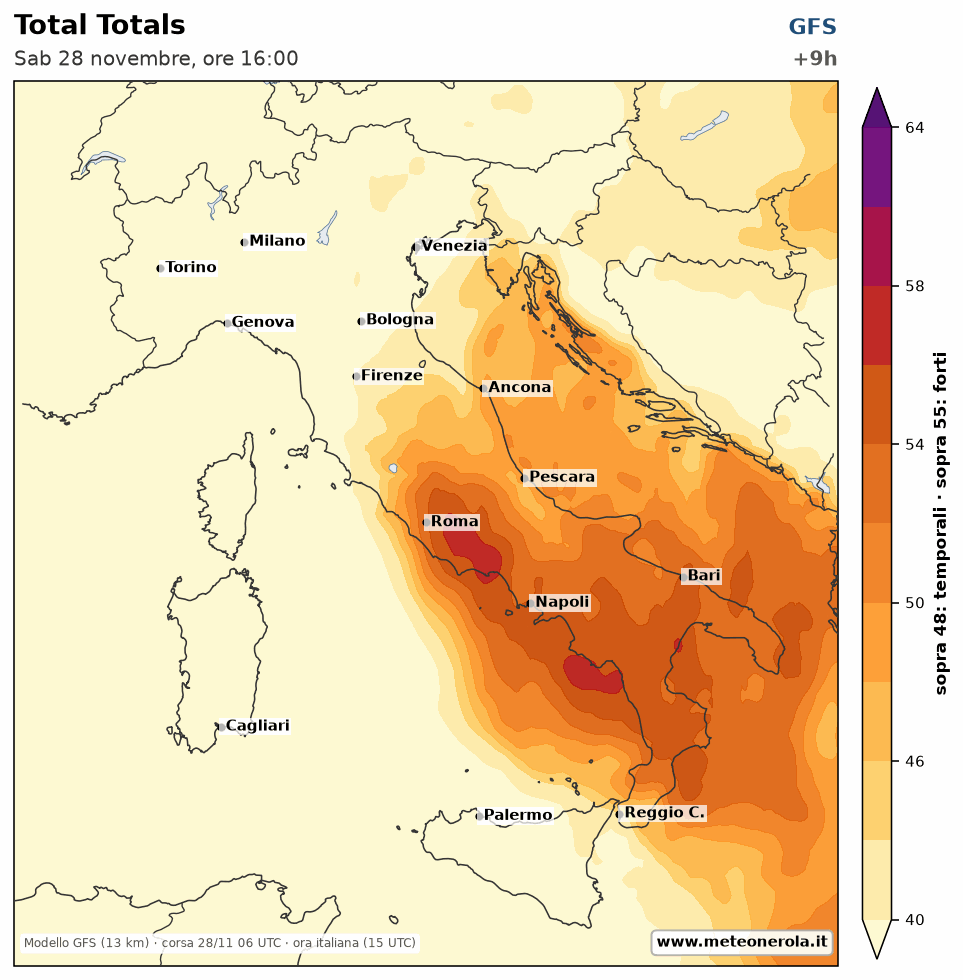 Total Totals
GFS
Sab 28 novembre, ore 16:00
+9h
Milano
Venezia
Torino
Genova
Bologna
Firenze
Ancona
Pescara
Roma
Bari
Napoli
Cagliari
Palermo
Reggio C.
64
58
54
50
46
40
sopra 48: temporali · sopra 55: forti
Modello GFS (13 km) · corsa 28/11 06 UTC · ora italiana (15 UTC)
www.meteonerola.it